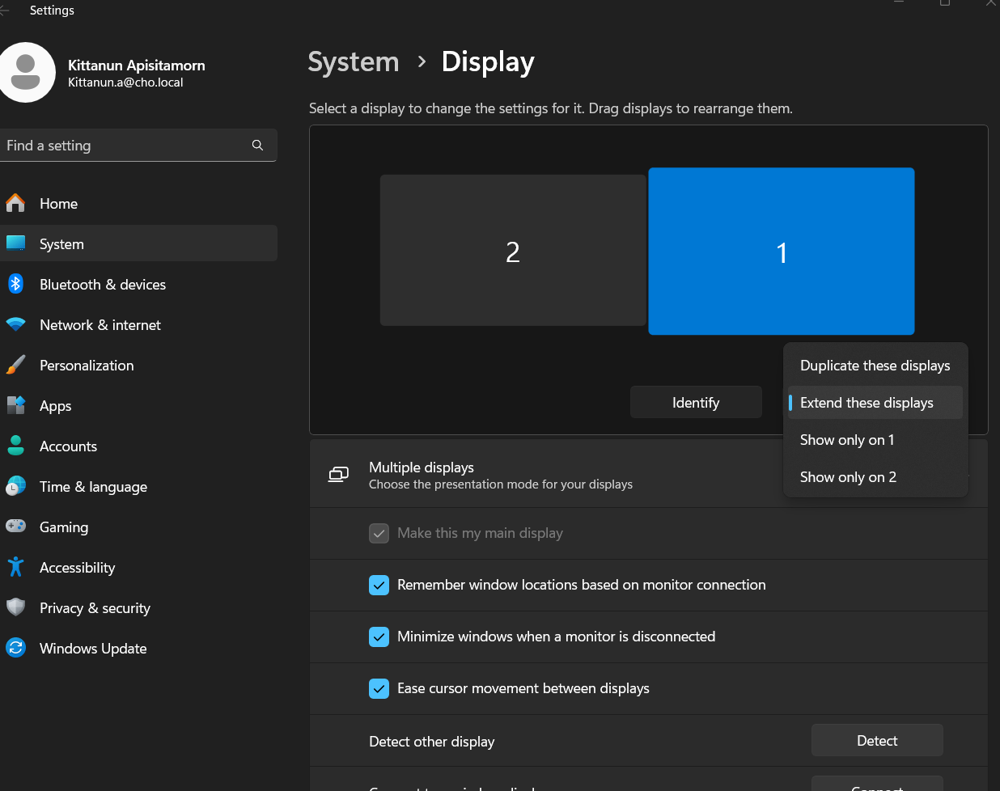 Settings
Kittanun Apisitamorn
Kittanun.a@cho.local
Find a setting
Home
System
Bluetooth & devices
Network & internet
Personalization
Apps
Accounts
Time & language
Gaming
Accessibility
Privacy & security
Windows Update
System > Display
Select a display to change the settings for it. Drag displays to rearrange them.
2
1
Identify
Duplicate these displays
Extend these displays
Show only on 1
Show only on 2
Multiple displays
Choose the presentation mode for your displays
Make this my main display
Remember window locations based on monitor connection
Minimize windows when a monitor is disconnected
Ease cursor movement between displays
Detect other display
Detect